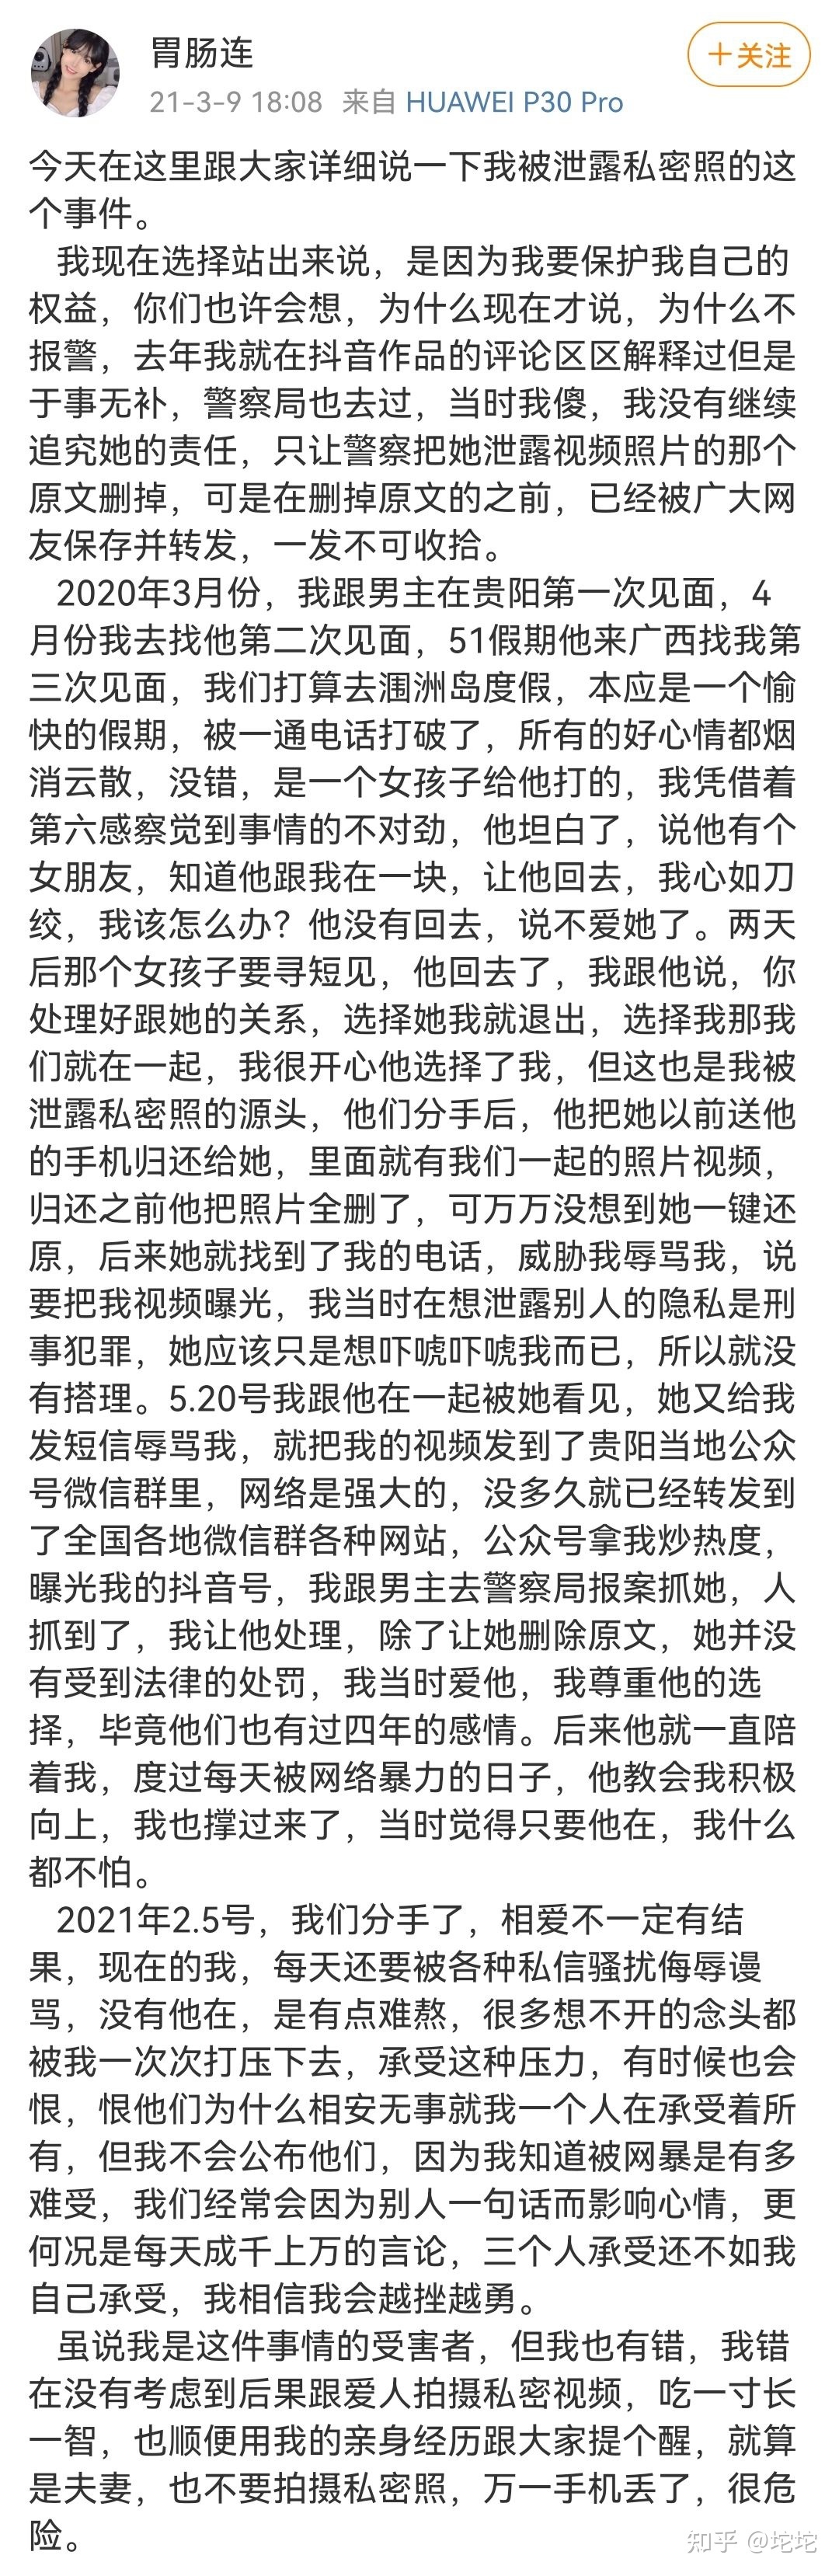 胃肠连
+关注
21-3-9 18:08 来自 HUAWEI P30 Pro
今天在这里跟大家详细说一下我被泄露私密照的这
个事件。
我现在选择站出来说，是因为我要保护我自己的
权益，你们也许会想，为什么现在才说，为什么不
报警，去年我就在抖音作品的评论区区解释过但是
于事无补，警察局也去过，当时我傻，我没有继续
追究她的责任，只让警察把她泄露视频照片的那个
原文删掉，可是在删掉原文的之前，已经被广大网
友保存并转发，一发不可收拾。
2020年3月份，我跟男主在贵阳第一次见面，4
月份我去找他第二次见面，51假期他来广西找我第
三次见面，我们打算去涠洲岛度假，本应是一个愉
快的假期，被一通电话打破了，所有的好心情都烟
消云散，没错，是一个女孩子给他打的，我凭借着
第六感察觉到事情的不对劲，他坦白了，说他有个
女朋友，知道他跟我在一块，让他回去，我心如刀
绞，我该怎么办？他没有回去，说不爱她了。两天
后那个女孩子要寻短见，他回去了，我跟他说，你
处理好跟她的关系，选择她我就退出，选择我那我
们就在一起，我很开心他选择了我，但这也是我被
泄露私密照的源头，他们分手后，他把她以前送他
的手机归还给她，里面就有我们一起的照片视频，
归还之前他把照片全删了，可万万没想到她一键还
原，后来她就找到了我的电话，威胁我辱骂我，说
要把我视频曝光，我当时在想泄露别人的隐私是刑
事犯罪，她应该只是想吓唬吓唬我而已，所以就没
有搭理。5.20号我跟他在一起被她看见，她又给我
发短信辱骂我，就把我的视频发到了贵阳当地公众
号微信群里，网络是强大的，没多久就已经转发到
了全国各地微信群各种网站，公众号拿我炒热度，
曝光我的抖音号，我跟男主去警察局报案抓她，人
抓到了，我让他处理，除了让她删除原文，她并没
有受到法律的处罚，我当时爱他，我尊重他的选
择，毕竟他们也有过四年的感情。后来他就一直陪
着我，度过每天被网络暴力的日子，他教会我积极
向上，我也撑过来了，当时觉得只要他在，我什么
都不怕。
2021年2.5号，我们分手了，相爱不一定有结
果，现在的我，每天还要被各种私信骚扰侮辱谩
骂，没有他在，是有点难熬，很多想不开的念头都
被我一次次打压下去，承受这种压力，有时候也会
恨，恨他们为什么相安无事就我一个人在承受着所
有，但我不会公布他们，因为我知道被网暴是有多
难受，我们经常会因为别人一句话而影响心情，更
何况是每天成千上万的言论，三个人承受还不如我
自己承受，我相信我会越挫越勇。
虽说我是这件事情的受害者，但我也有错，我错
在没有考虑到后果跟爱人拍摄私密视频，吃一寸长
一智，也顺便用我的亲身经历跟大家提个醒，就算
是夫妻，也不要拍摄私密照，万一手机丢了，很危
险。
知乎 @坨坨